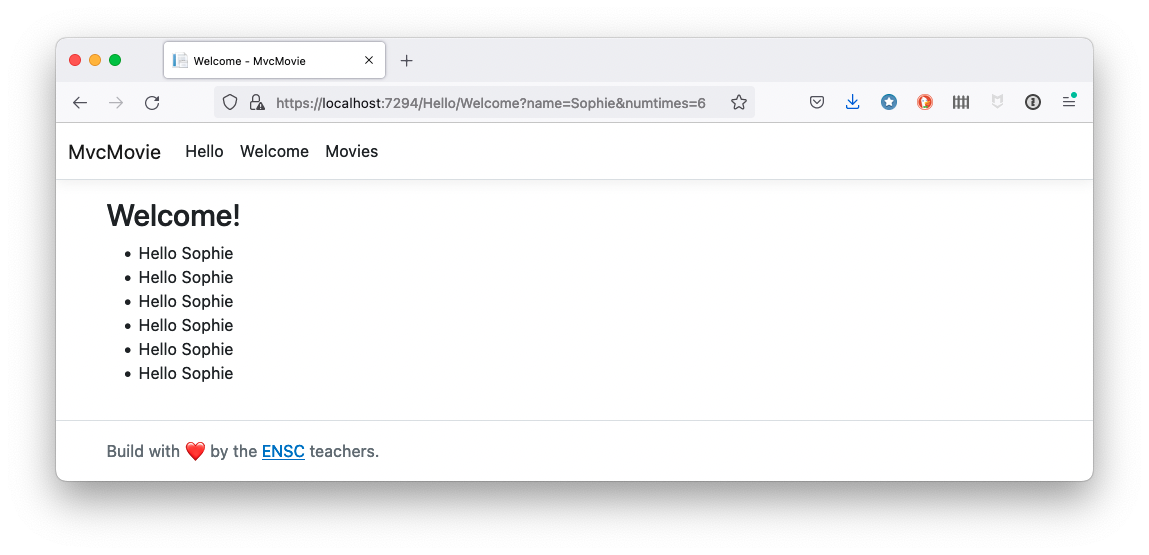 Welcome - MvcMovie
https://localhost:7294/Hello/Welcome?name=Sophie&numtimes=6
MvcMovie Hello Welcome Movies
Welcome!
• Hello Sophie
• Hello Sophie
• Hello Sophie
• Hello Sophie
• Hello Sophie
• Hello Sophie
Build with ❤️ by the ENSC teachers.